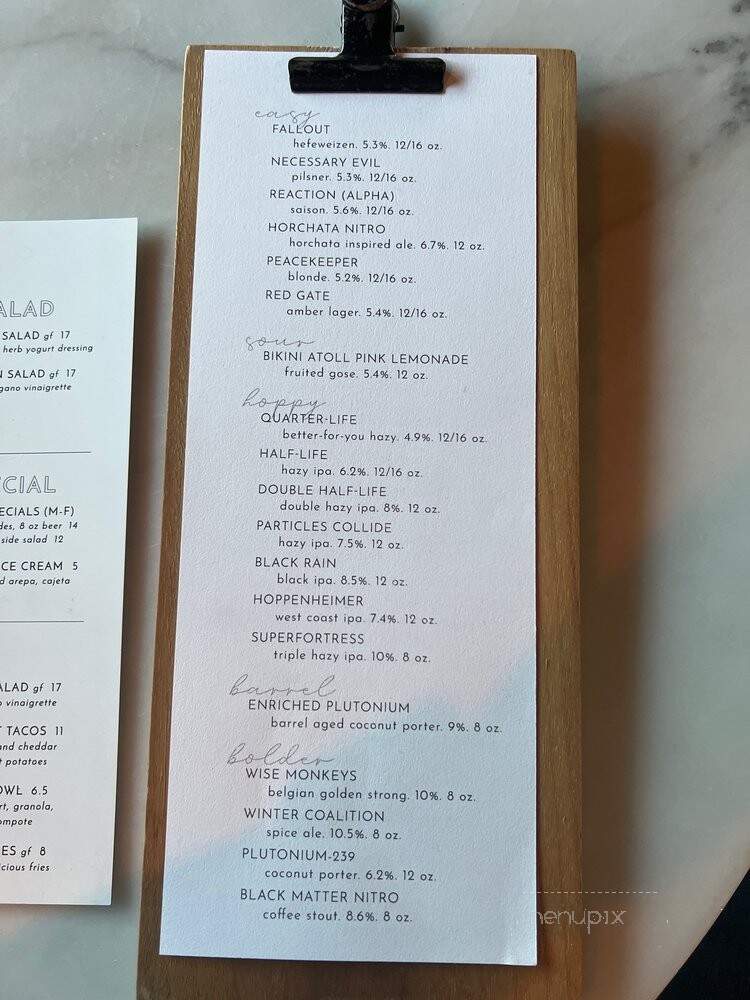 ALAD
SALAD gf 17
herb yogurt dressing
N SALAD gf 17
gano vinaigrette
CIAL
ECIALS (M-F)
des, 8 oz beer 14
side salad 12
CE CREAM 5
d arepa, cajeta
ALAD gf 17
vinaigrette
T TACOS 11
and cheddar
t potatoes
OWL 6.5
rt, granola,
ompote
ES gf 8
icious fries
easy
FALLOUT
hefeweizen. 5.3%. 12/16 oz.
NECESSARY EVIL
pilsner. 5.3%. 12/16 oz.
REACTION (ALPHA)
saison. 5.6%. 12/16 oz.
HORCHATA NITRO
horchata inspired ale. 6.7%. 12 oz.
PEACEKEEPER
blonde. 5.2%. 12/16 oz.
RED GATE
amber lager. 5.4%. 12/16 oz.
sour
BIKINI ATOLL PINK LEMONADE
fruited gose. 5.4%. 12 oz.
hoppy
QUARTER-LIFE
better-for-you hazy. 4.9%. 12/16 oz.
HALF-LIFE
hazy ipa. 6.2%. 12/16 oz.
DOUBLE HALF-LIFE
double hazy ipa. 8%. 12 oz.
PARTICLES COLLIDE
hazy ipa. 7.5%. 12 oz.
BLACK RAIN
black ipa. 8.5%. 12 oz.
HOPPENHEIMER
west coast ipa. 7.4%. 12 oz.
SUPERFORTRESS
triple hazy ipa. 10%. 8 oz.
barrel
ENRICHED PLUTONIUM
barrel aged coconut porter. 9%. 8 oz.
bolder
WISE MONKEYS
belgian golden strong. 10%. 8 oz.
WINTER COALITION
spice ale. 10.5%. 8 oz.
PLUTONIUM-239
coconut porter. 6.2%. 12 oz.
BLACK MATTER NITRO
coffee stout. 8.6%. 8 oz.
menupix